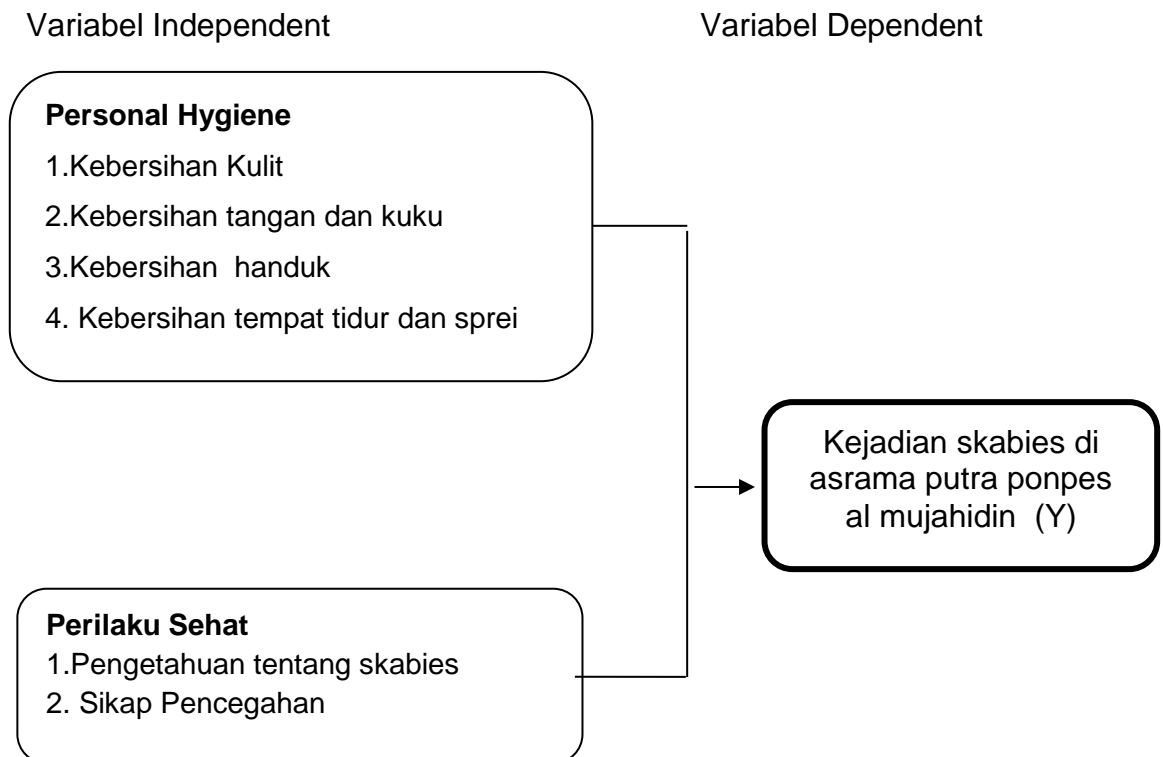 Variabel Independent
Variabel Dependent
Personal Hygiene
1.Kebersihan Kulit
2.Kebersihan tangan dan kuku
3.Kebersihan handuk
4. Kebersihan tempat tidur dan sprei
Kejadian skabies di
asrama putra ponpes
al mujahidin (Y)
Perilaku Sehat
1.Pengetahuan tentang skabies
2. Sikap Pencegahan